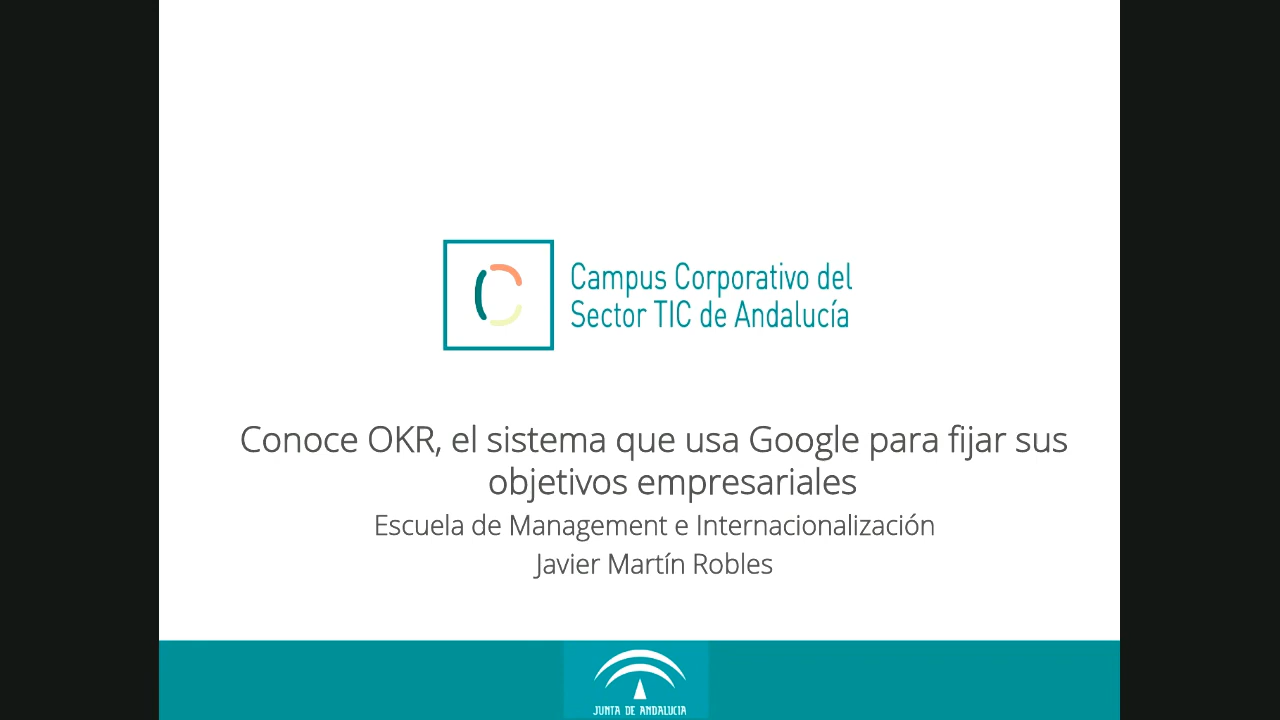 Campus Corporativo del
Sector TIC de Andalucía
Conoce OKR, el sistema que usa Google para fijar sus
objetivos empresariales
Escuela de Management e Internacionalización
Javier Martín Robles
JUNTA DE ANDALUCIA